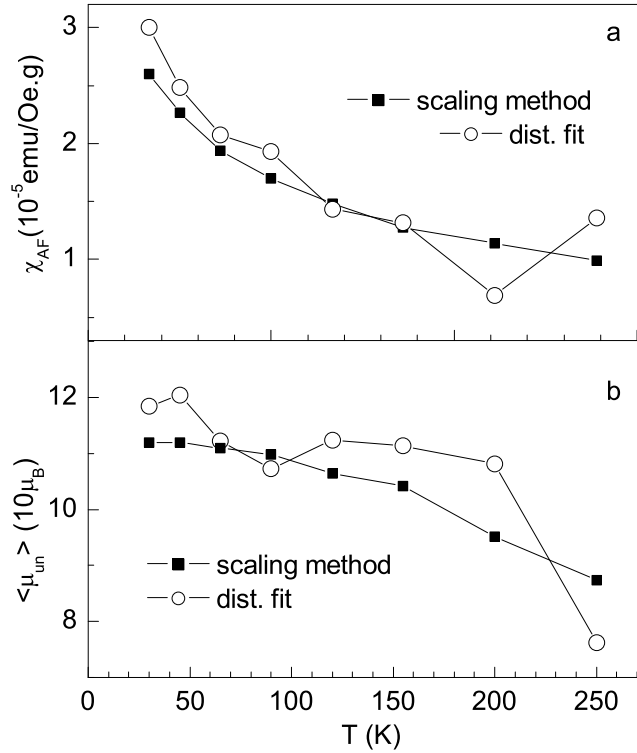 a
3
2
1
χAF(10-5emu/Oe.g)
scaling method
dist. fit
b
12
10
8
<μun> (10μB)
scaling method
dist. fit
0 50 100 150 200 250
T (K)